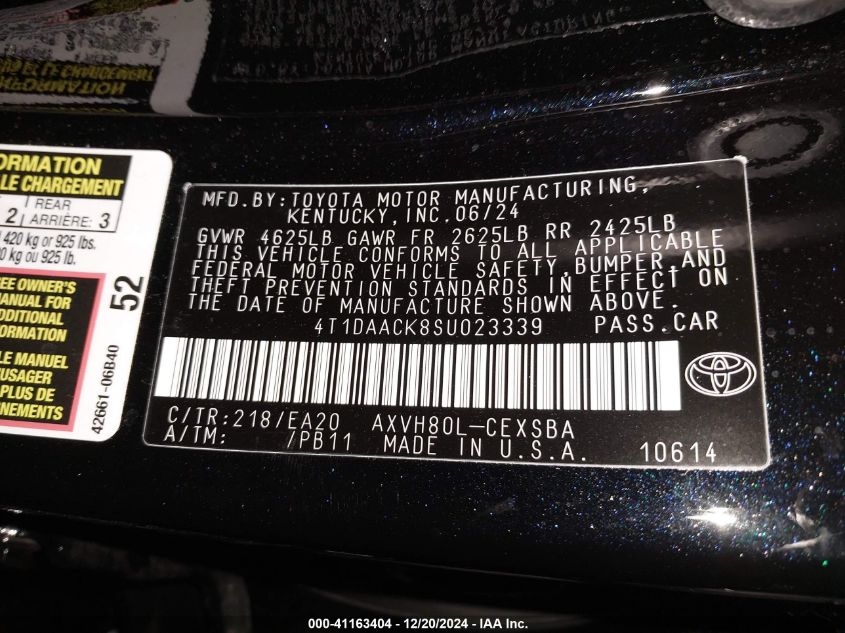 ORMATION
LE CHARGEMENT
2 REAR
ARRIÈRE: 3
420 kg or 925 lbs.
0 kg ou 925 lb.
EE OWNER'S
MANUAL FOR
DDITIONAL
FORMATION
LE MANUEL
'USAGER
PLUS DE
NEMENTS
52
42661-06B40
MFD.BY:TOYOTA MOTOR MANUFACTURING,
KENTUCKY,INC.06/24
GVWR 4625LB GAWR FR 2625LB RR 2425LB
THIS VEHICLE CONFORMS TO ALL APPLICABLE
FEDERAL MOTOR VEHICLE SAFETY,BUMPER,AND
THEFT PREVENTION STANDARDS IN EFFECT ON
THE DATE OF MANUFACTURE SHOWN ABOVE.
4T1DAACK8SU023339 PASS.CAR
C/TR:218/EA20 AXVH80L-CEXSBA
A/TM: /PB11 MADE IN U.S.A. 10614
000-41163404 - 12/20/2024 - IAA Inc.